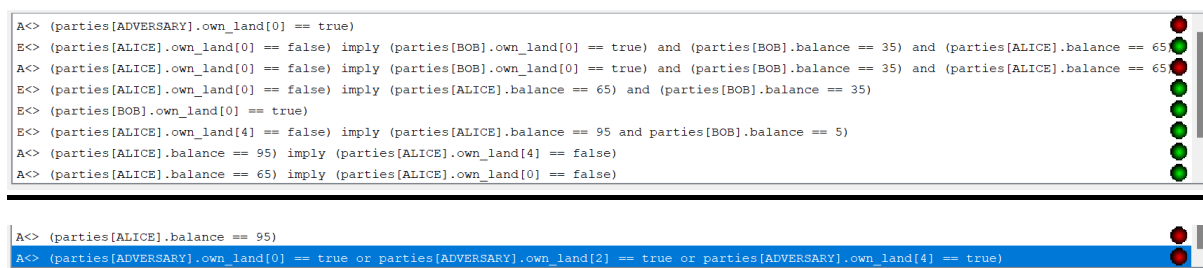 A<> (parties[ADVERSARY].own_land[0] == true)
E<> (parties[ALICE].own_land[0] == false) imply (parties[BOB].own_land[0] == true) and (parties[BOB].balance == 35) and (parties[ALICE].balance == 65)
A<> (parties[ALICE].own_land[0] == false) imply (parties[BOB].own_land[0] == true) and (parties[BOB].balance == 35) and (parties[ALICE].balance == 65)
E<> (parties[ALICE].own_land[0] == false) imply (parties[ALICE].balance == 65) and (parties[BOB].balance == 35)
E<> (parties[BOB].own_land[0] == true)
E<> (parties[ALICE].own_land[4] == false) imply (parties[ALICE].balance == 95 and parties[BOB].balance == 5)
A<> (parties[ALICE].balance == 95) imply (parties[ALICE].own_land[4] == false)
A<> (parties[ALICE].balance == 65) imply (parties[ALICE].own_land[0] == false)
A<> (parties[ALICE].balance == 95)
A<> (parties[ADVERSARY].own_land[0] == true or parties[ADVERSARY].own_land[2] == true or parties[ADVERSARY].own_land[4] == true)